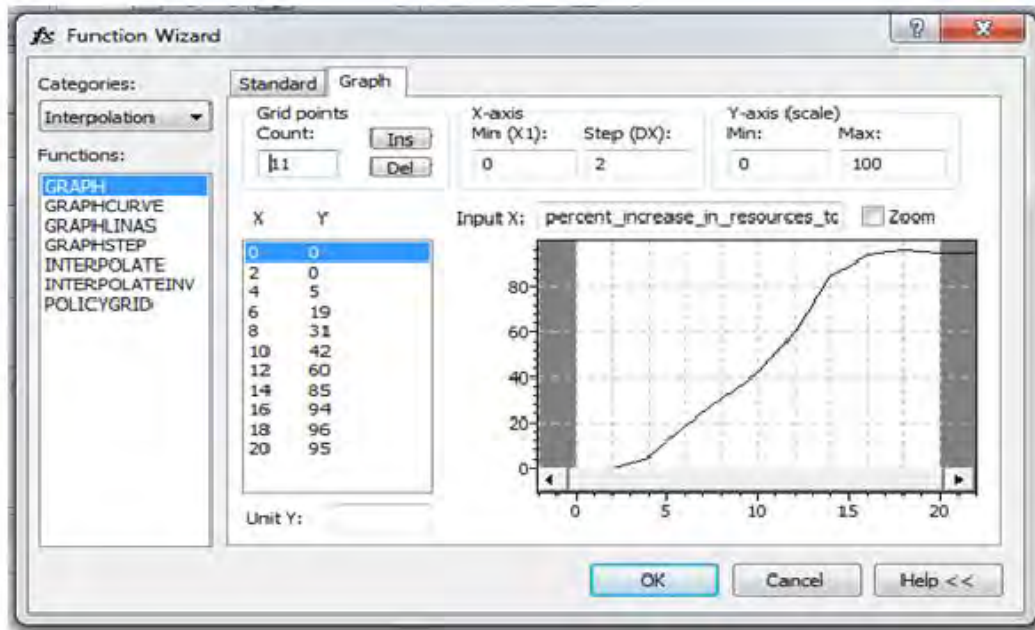 fx Function Wizard
Categories:
Interpolation
Functions:
GRAPH
GRAPHCURVE
GRAPHLINAS
GRAPHSTEP
INTERPOLATE
INTERPOLATEINV
POLICYGRID
Standard Graph
Grid points
Count:
11
Ins
Del
X-axis
Min (X1): Step (DX):
0 2
Y-axis (scale)
Min: Max:
0 100
X Y
0 0
2 0
4 5
6 19
8 31
10 42
12 60
14 85
16 94
18 96
20 95
Unit Y:
Input X: percent_increase_in_resources_tc Zoom
80
60
40
20
0
0 5 10 15 20
OK Cancel Help <<